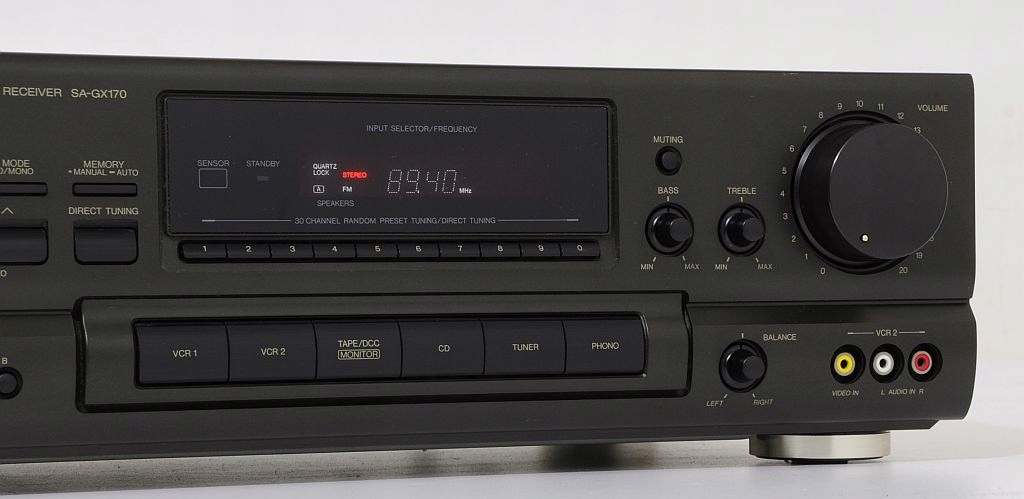 RECEIVER SA-GX170
INPUT SELECTOR/FREQUENCY
SENSOR STANDBY
QUARTZ
LOCK STEREO
A FM 89.40 MHz
SPEAKERS
30 CHANNEL RANDOM PRESET TUNING/DIRECT TUNING
MODE
/MONO
MEMORY
MANUAL AUTO
DIRECT TUNING
1 2 3 4 5 6 7 8 9 0
MUTING
BASS
MIN MAX
TREBLE
MIN MAX
VOLUME
0 1 2 3 4 5 6 7 8 9 10 11 12 13 19 20
B
VCR 1
VCR 2
TAPE/DCC
MONITOR
CD
TUNER
PHONO
BALANCE
LEFT RIGHT
VCR 2
VIDEO IN L AUDIO IN R